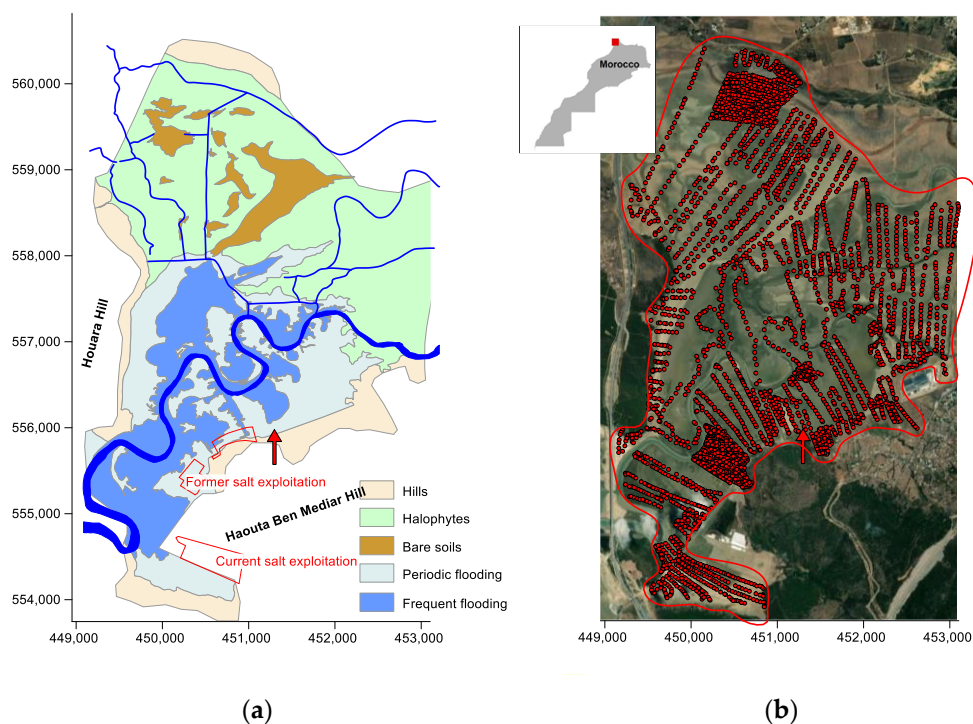 560,000
559,000
558,000
557,000
556,000
555,000
554,000
449,000
450,000
451,000
452,000
453,000
Houara Hill
Former salt exploitation
Haouta Ben Mediar Hill
Current salt exploitation
Hills
Halophytes
Bare soils
Periodic flooding
Frequent flooding
(a)
Morocco
449,000
450,000
451,000
452,000
453,000
(b)